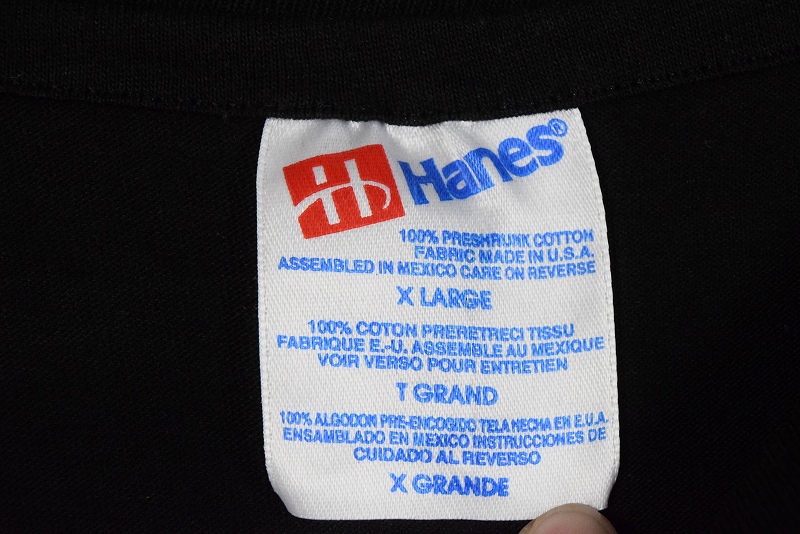 H Hanes®
100% PRESHRUNK COTTON
FABRIC MADE IN U.S.A.
ASSEMBLED IN MEXICO CARE ON REVERSE
X LARGE
100% COTON PRERETRECI TISSU
FABRIQUE E.-U. ASSEMBLE AU MEXIQUE
VOIR VERSO POUR ENTRETIEN
T GRAND
100% ALGODON PRE-ENCOGIDO TELA HECHA EN E.U.A.
ENSAMBLADO EN MEXICO INSTRUCCIONES DE
CUIDADO AL REVERSO
X GRANDE